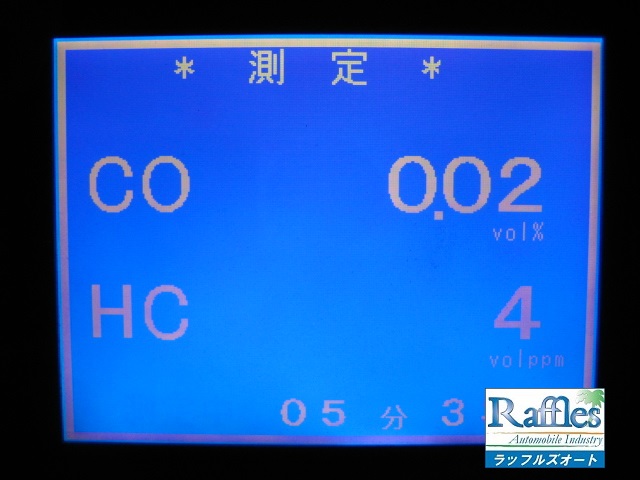 * 測 定 *
CO 0.02
vol%
HC 4
volppm
05 分 3
Raffles
Automobile Industry
ラッフルズオート